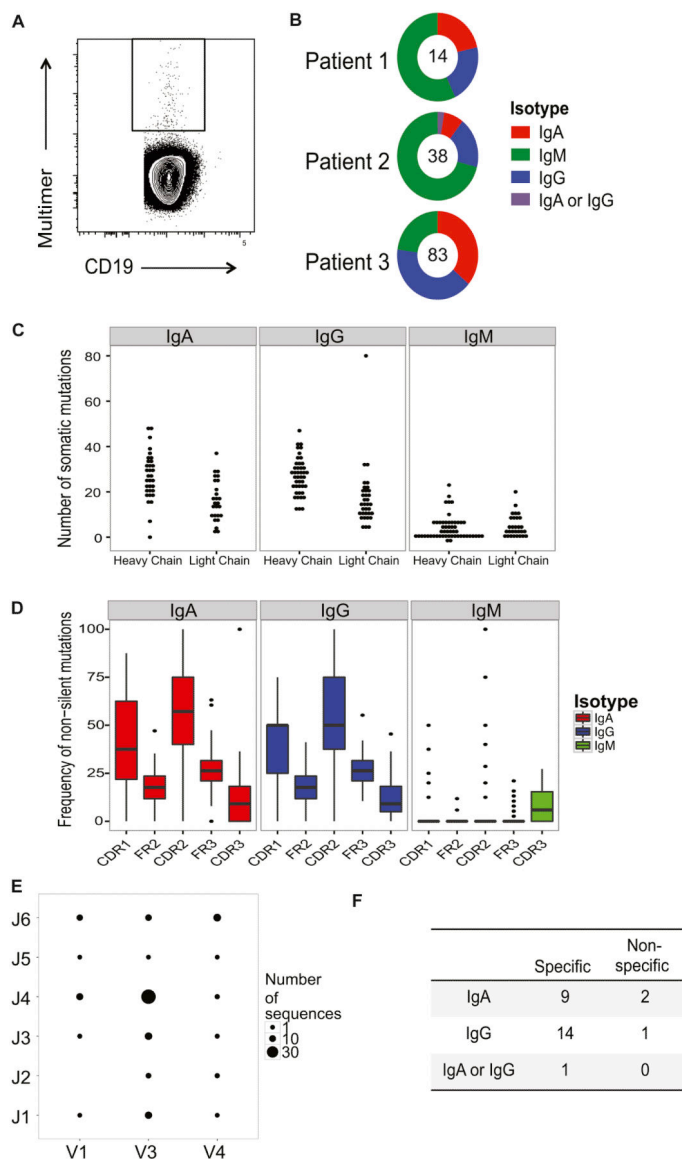 A
Multimer
CD19
5
B
Patient 1
14
Patient 2
38
Patient 3
83
Isotype
IgA
IgM
IgG
IgA or IgG
C
IgA
IgG
IgM
Number of somatic mutations
80
60
40
20
0
Heavy Chain
Light Chain
Heavy Chain
Light Chain
Heavy Chain
Light Chain
D
IgA
IgG
IgM
Frequency of non-silent mutations
100
75
50
25
0
CDR1
FR2
CDR2
FR3
CDR3
CDR1
FR2
CDR2
FR3
CDR3
CDR1
FR2
CDR2
FR3
CDR3
Isotype
IgA
IgG
IgM
E
J6
J5
J4
J3
J2
J1
V1
V3
V4
Number
of
sequences
1
10
30
F
Specific Non-specific
IgA 9 2
IgG 14 1
IgA or IgG 1 0